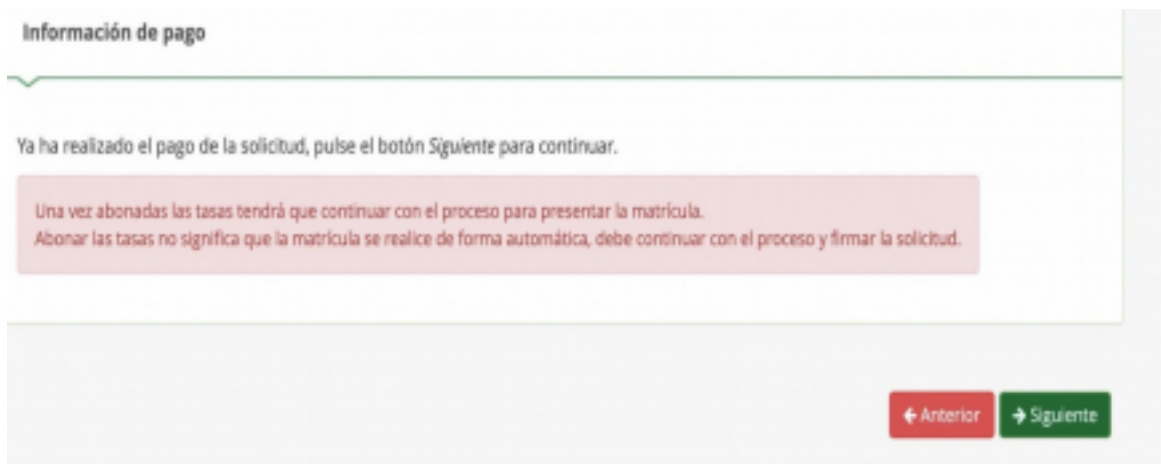 Información de pago
Ya ha realizado el pago de la solicitud, pulse el botón Siguiente para continuar.
Una vez abonadas las tasas tendrá que continuar con el proceso para presentar la matrícula.
Abonar las tasas no significa que la matrícula se realice de forma automática, debe continuar con el proceso y firmar la solicitud.
Anterior
Siguiente